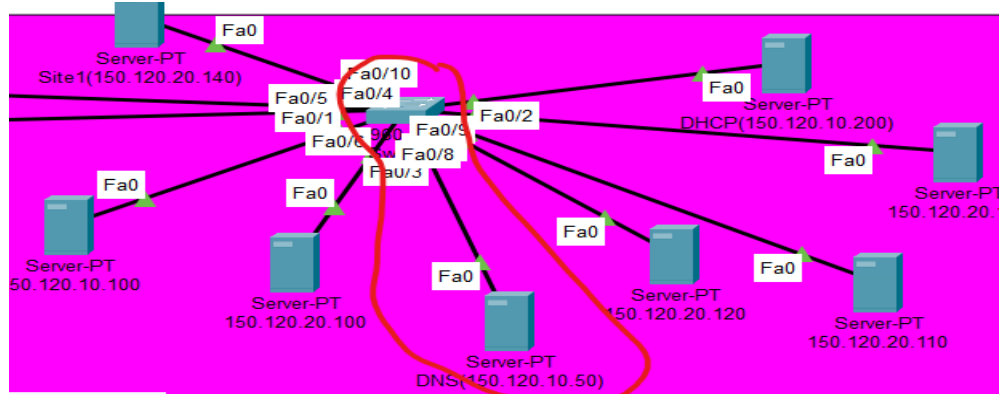 Fa0
Server-PT
Site1(150.120.20.140)
Fa0/10
Fa0/4
Fa0/5
Fa0/1
Fa0/2
Fa0/9
Fa0/8
Fa0/3
Fa0
Server-PT
DHCP(150.120.10.200)
Fa0
Server-PT
150.120.20.
Fa0
Server-PT
50.120.10.100
Fa0
Server-PT
150.120.20.100
Fa0
Server-PT
DNS(150.120.10.50)
Fa0
Server-PT
150.120.20.120
Fa0
Server-PT
150.120.20.110